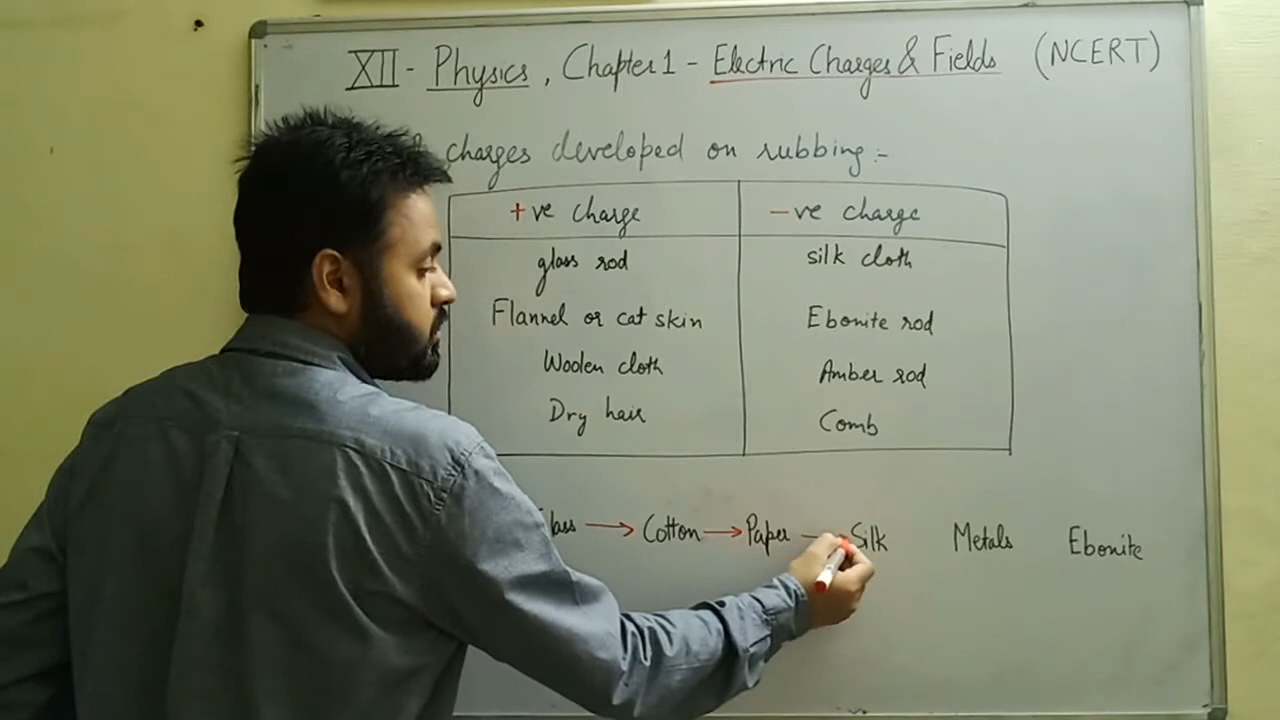 XII - Physics, Chapter 1 - Electric Charges & Fields (NCERT)
charges developed on rubbing :-
+ve charge -ve charge
glass rod silk cloth
Flannel or cat skin Ebonite rod
Woolen cloth Amber rod
Dry hair Comb
→ Cotton → Paper Silk Metals Ebonite